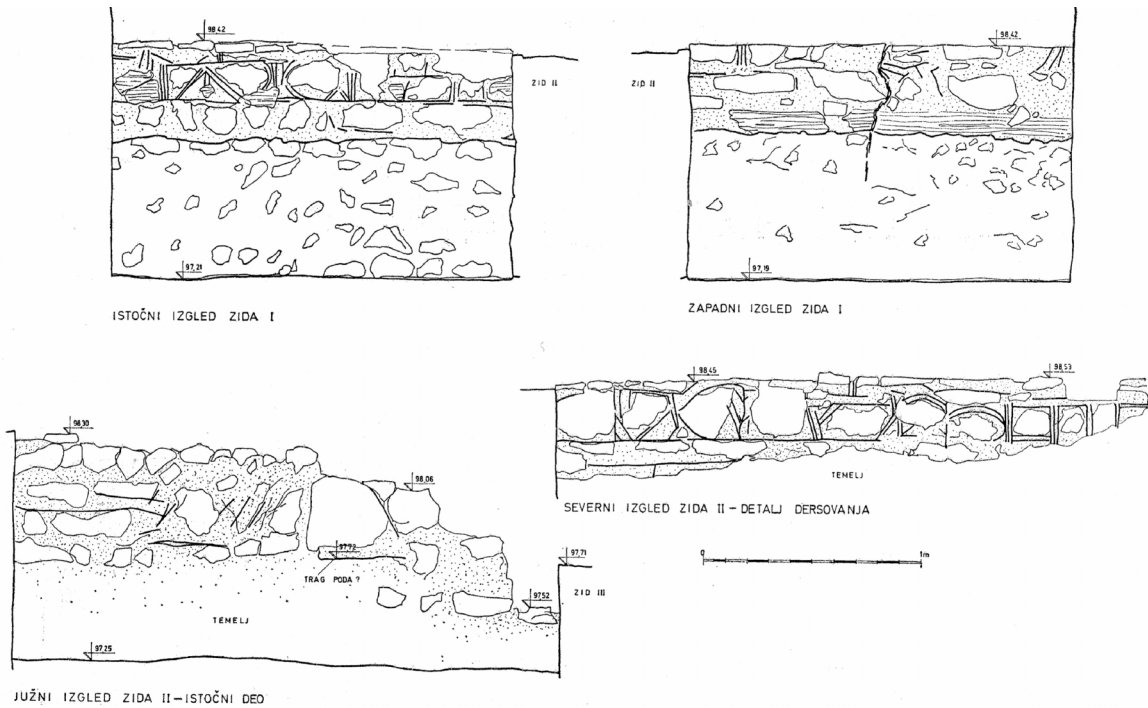 98,42
ZID II
97,21
ISTOČNI IZGLED ZIDA I
98,42
ZID II
97,19
ZAPADNI IZGLED ZIDA I
98,30
98,06
97,72
TRAG PODA ?
97,71
ZID III
97,52
TEMELJ
97,25
JUŽNI IZGLED ZIDA II – ISTOČNI DEO
98,45
98,53
TEMELJ
SEVERNI IZGLED ZIDA II – DETALJ DERSOVANJA
0 1m